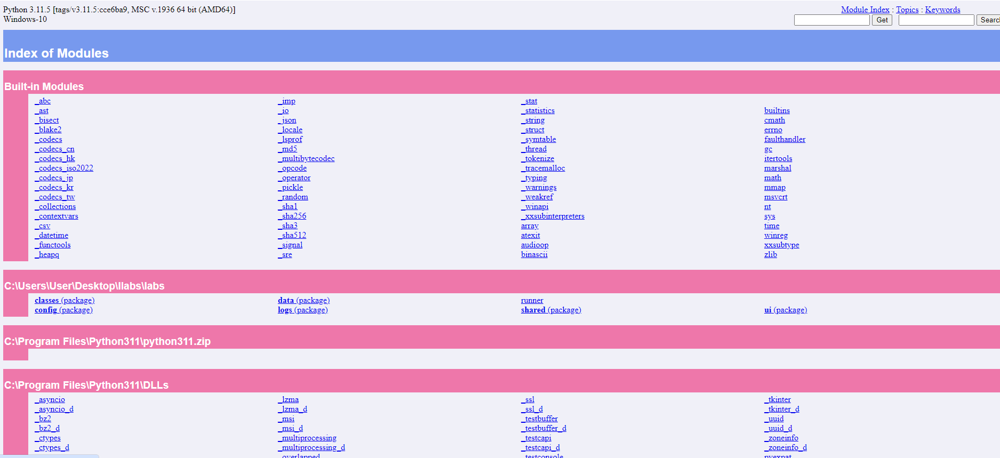 Python 3.11.5 [tags/v3.11.5:cce6ba9, MSC v.1936 64 bit (AMD64)]
Windows-10
Module Index : Topics : Keywords
Get Search
Index of Modules
Built-in Modules
_abc _imp _stat
_ast _io _statistics builtins
_bisect _json _string cmath
_blake2 _locale _struct errno
_codecs _lsprof _symtable faulthandler
_codecs_cn _md5 _thread gc
_codecs_hk _multibytecodec _tokenize itertools
_codecs_iso2022 _opcode _tracemalloc marshal
_codecs_jp _operator _typing math
_codecs_kr _pickle _warnings mmap
_codecs_tw _random _weakref msvcrt
_collections _sha1 _winapi nt
_contextvars _sha256 _xxsubinterpreters sys
_csv _sha3 array time
_datetime _sha512 atexit winreg
_functools _signal audioop xxsubtype
_heapq _sre binascii zlib
C:\Users\User\Desktop\llabs\labs
classes (package) data (package) runner
config (package) logs (package) shared (package) ui (package)
C:\Program Files\Python311\python311.zip
C:\Program Files\Python311\DLLs
_asyncio _lzma _ssl _tkinter
_asyncio_d _lzma_d _ssl_d _tkinter_d
_bz2 _msi _testbuffer _uuid
_bz2_d _msi_d _testbuffer_d _uuid_d
_ctypes _multiprocessing _testcapi _zoneinfo
_ctypes_d _multiprocessing_d _testcapi_d _zoneinfo_d
_overlapped _testconsole pyexpat